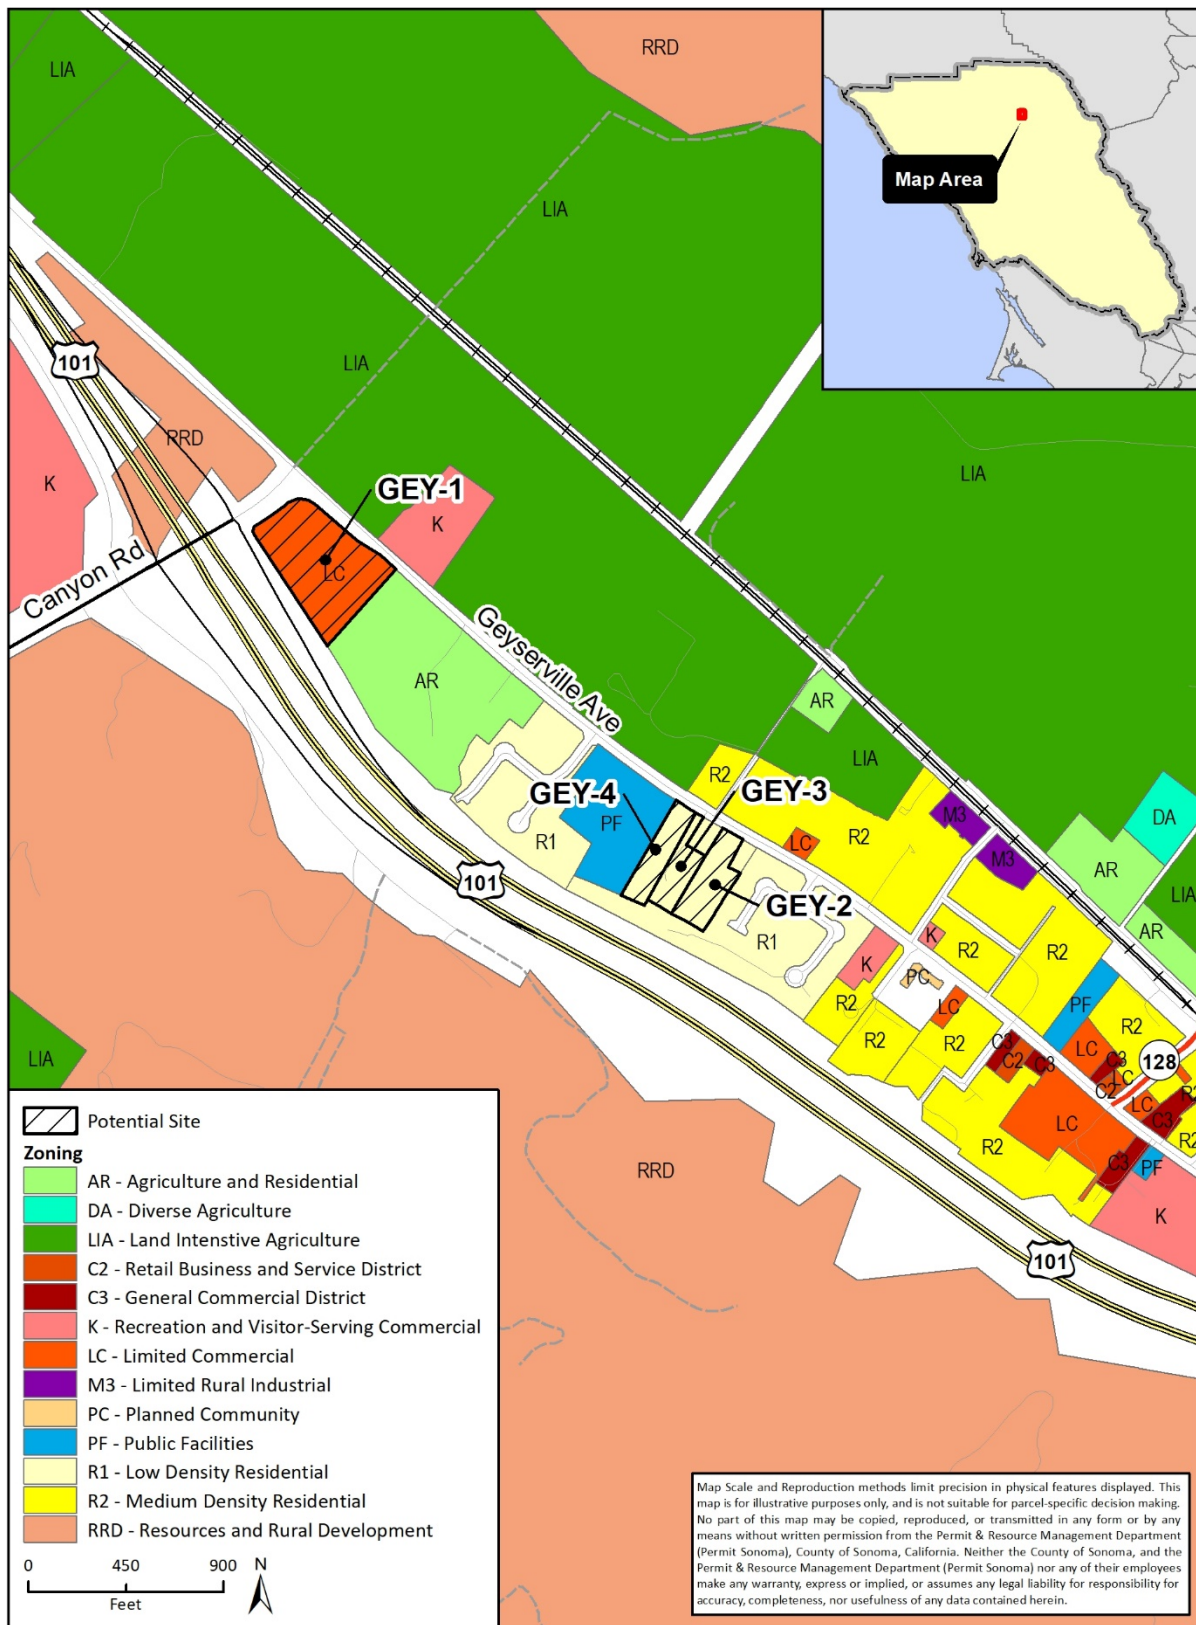 RRD
LIA
Map Area
LIA
LIA
101
LIA
RRD
K
GEY-1
K
LC
Canyon Rd
Geyserville Ave
AR
AR
LIA
R2
GEY-3
GEY-4
DA
M3
PF
R2
LC
R1
M3
AR
101
GEY-2
LIA
R1
K
AR
K
R2
R2
PC
PF
LC
R2
R2
R2
R2
C3
LC
C3
128
C2
C3
LC
C2
LC
R2
C3
LC
R2
R2
C3
PF
LIA
RRD
K
101
Potential Site
Zoning
AR - Agriculture and Residential
DA - Diverse Agriculture
LIA - Land Intenstive Agriculture
C2 - Retail Business and Service District
C3 - General Commercial District
K - Recreation and Visitor-Serving Commercial
LC - Limited Commercial
M3 - Limited Rural Industrial
PC - Planned Community
PF - Public Facilities
R1 - Low Density Residential
R2 - Medium Density Residential
RRD - Resources and Rural Development
0 450 900
Feet
N
Map Scale and Reproduction methods limit precision in physical features displayed. This
map is for illustrative purposes only, and is not suitable for parcel-specific decision making.
No part of this map may be copied, reproduced, or transmitted in any form or by any
means without written permission from the Permit & Resource Management Department
(Permit Sonoma), County of Sonoma, California. Neither the County of Sonoma, and the
Permit & Resource Management Department (Permit Sonoma) nor any of their employees
make any warranty, express or implied, or assumes any legal liability for responsibility for
accuracy, completeness, nor usefulness of any data contained herein.